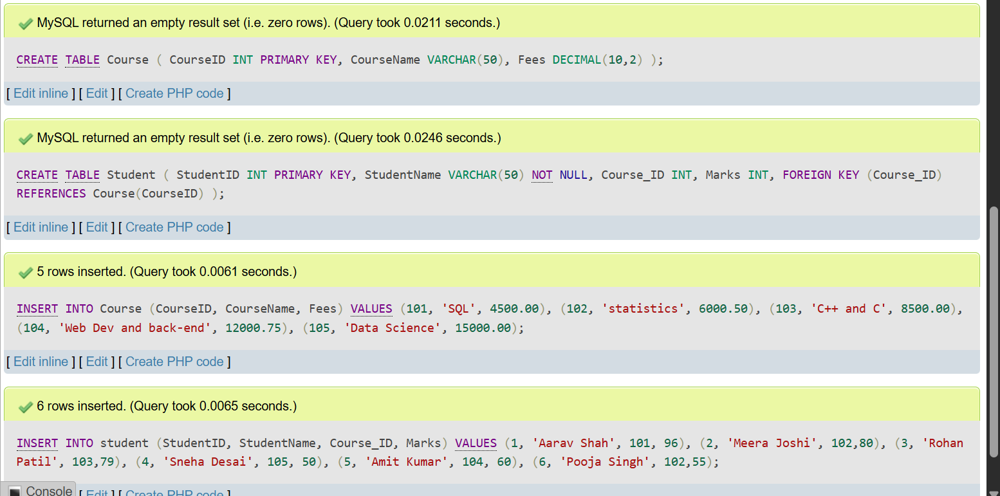 MySQL returned an empty result set (i.e. zero rows). (Query took 0.0211 seconds.)
CREATE TABLE Course ( CourseID INT PRIMARY KEY, CourseName VARCHAR(50), Fees DECIMAL(10,2) );
[ Edit inline ] [ Edit ] [ Create PHP code ]
MySQL returned an empty result set (i.e. zero rows). (Query took 0.0246 seconds.)
CREATE TABLE Student ( StudentID INT PRIMARY KEY, StudentName VARCHAR(50) NOT NULL, Course_ID INT, Marks INT, FOREIGN KEY (Course_ID)
REFERENCES Course(CourseID) );
[ Edit inline ] [ Edit ] [ Create PHP code ]
5 rows inserted. (Query took 0.0061 seconds.)
INSERT INTO Course (CourseID, CourseName, Fees) VALUES (101, 'SQL', 4500.00), (102, 'statistics', 6000.50), (103, 'C++ and C', 8500.00),
(104, 'Web Dev and back-end', 12000.75), (105, 'Data Science', 15000.00);
[ Edit inline ] [ Edit ] [ Create PHP code ]
6 rows inserted. (Query took 0.0065 seconds.)
INSERT INTO student (StudentID, StudentName, Course_ID, Marks) VALUES (1, 'Aarav Shah', 101, 96), (2, 'Meera Joshi', 102,80), (3, 'Rohan
Patil', 103,79), (4, 'Sneha Desai', 105, 50), (5, 'Amit Kumar', 104, 60), (6, 'Pooja Singh', 102,55);
Console [ Edit ] [ Create PHP code ]